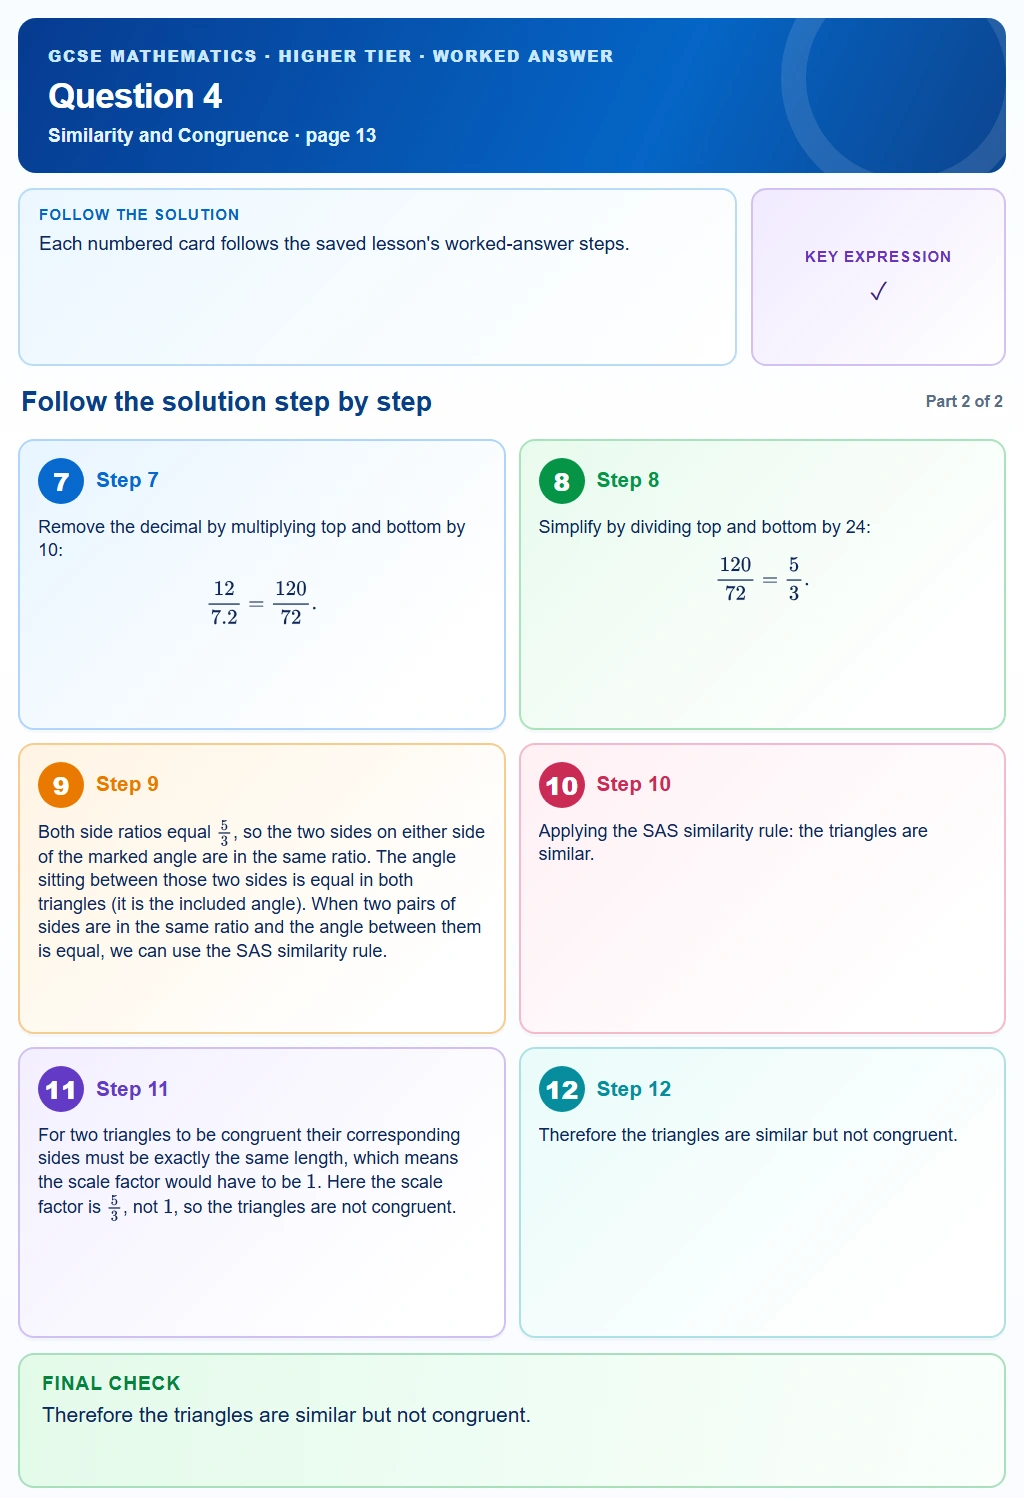 GCSE MATHEMATICS · HIGHER TIER · WORKED ANSWER
Question 4
Similarity and Congruence · page 13
FOLLOW THE SOLUTION
Each numbered card follows the saved lesson's worked-answer steps.
KEY EXPRESSION
✓
Follow the solution step by step
Part 2 of 2
7 Step 7
Remove the decimal by multiplying top and bottom by
10:
12/7.2 = 120/72.
8 Step 8
Simplify by dividing top and bottom by 24:
120/72 = 5/3.
9 Step 9
Both side ratios equal 5/3, so the two sides on either side
of the marked angle are in the same ratio. The angle
sitting between those two sides is equal in both
triangles (it is the included angle). When two pairs of
sides are in the same ratio and the angle between them
is equal, we can use the SAS similarity rule.
10 Step 10
Applying the SAS similarity rule: the triangles are
similar.
11 Step 11
For two triangles to be congruent their corresponding
sides must be exactly the same length, which means
the scale factor would have to be 1. Here the scale
factor is 5/3, not 1, so the triangles are not congruent.
12 Step 12
Therefore the triangles are similar but not congruent.
FINAL CHECK
Therefore the triangles are similar but not congruent.